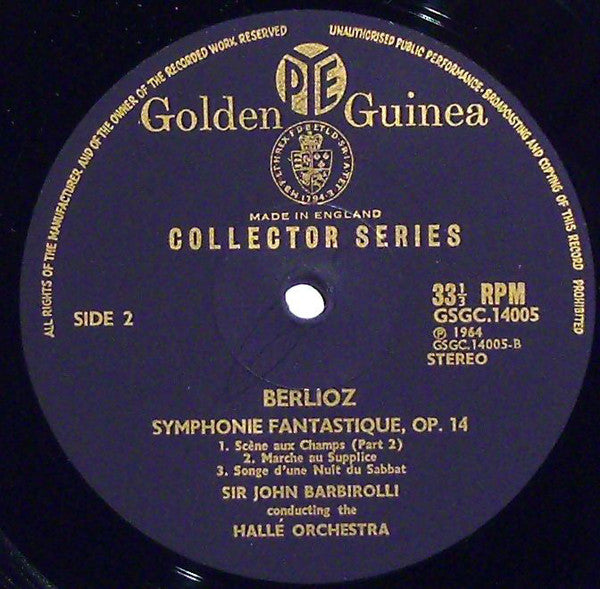 ALL RIGHTS OF THE MANUFACTURER AND OF THE OWNER OF THE RECORDED WORK RESERVED
UNAUTHORISED PUBLIC PERFORMANCE·BROADCASTING AND COPYING OF THIS RECORD PROHIBITED
PYE
Golden Guinea
1794
MADE IN ENGLAND
COLLECTOR SERIES
SIDE 2
33⅓ RPM
GSGC.14005
℗ 1964
GSGC.14005-B
STEREO
BERLIOZ
SYMPHONIE FANTASTIQUE, OP. 14
1. Scène aux Champs (Part 2)
2. Marche au Supplice
3. Songe d'une Nuit du Sabbat
SIR JOHN BARBIROLLI
conducting the
HALLÉ ORCHESTRA